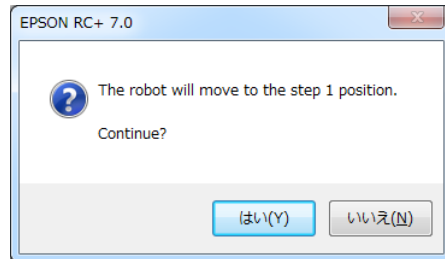 EPSON RC+ 7.0
The robot will move to the step 1 position.
Continue?
はい(Y)
いいえ(N)